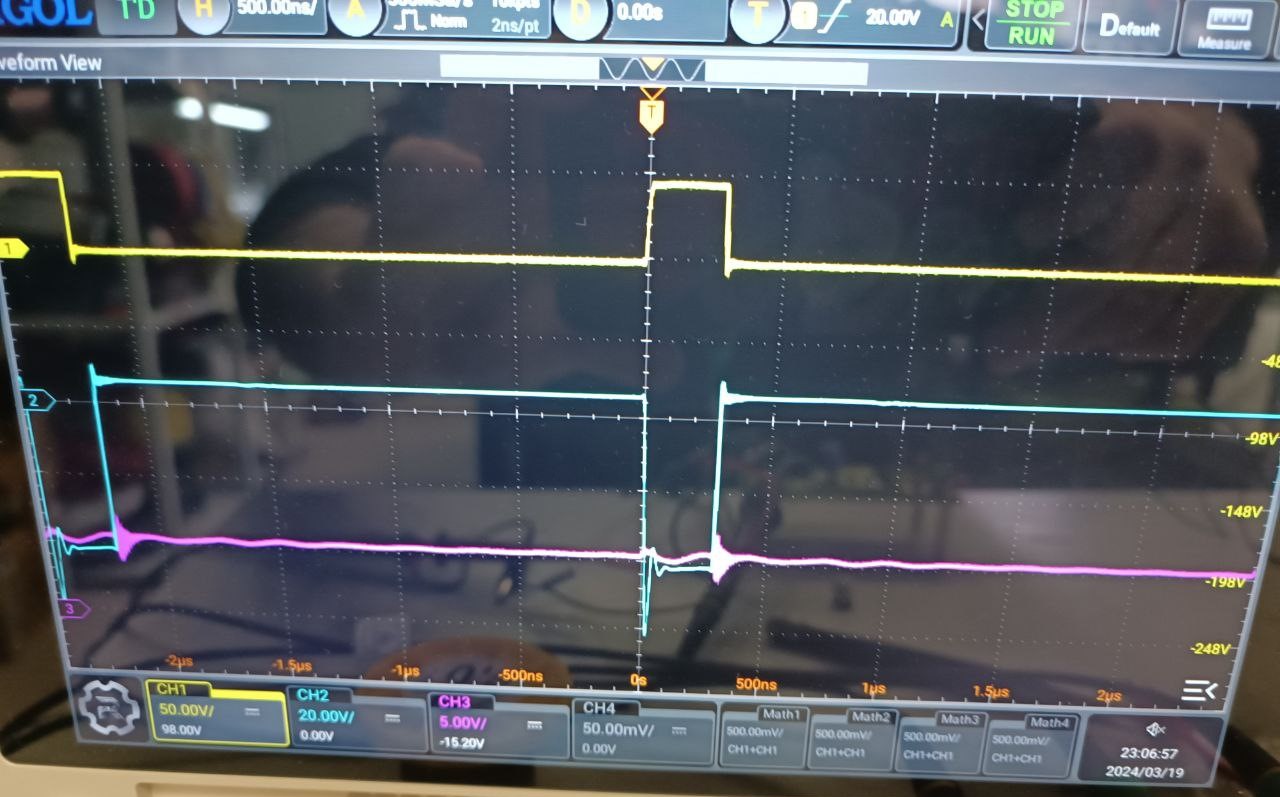 IGOL T'D H 500.00ns/ A Norm 2ns/pt D 0.00s T 20.00V A STOP RUN Default Measure
veform View
T
1
-48
2
-98V
-148V
-198V
3
-248V
-2µs -1.5µs -1µs -500ns 0s 500ns 1µs 1.5µs 2µs
CH1 CH2 CH3 CH4 Math1 Math2 Math3 Math4
50.00V/ 20.00V/ 5.00V/ 50.00mV/ 500.00mV/ 500.00mV/ 500.00mV/ 500.00mV/
98.00V 0.00V -15.20V 0.00V CH1+CH1 CH1+CH1 CH1+CH1 CH1+CH1
23:06:57
2024/03/19